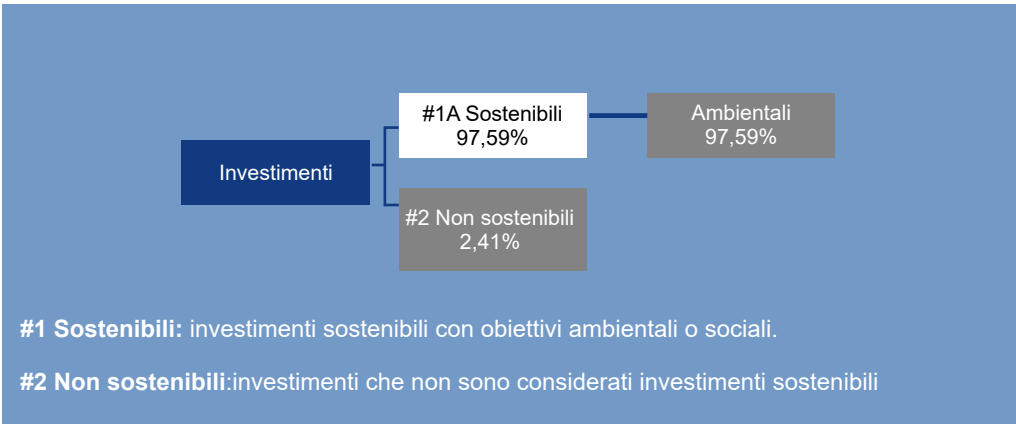 #1A Sostenibili
97,59%
Ambientali
97,59%
Investimenti
#2 Non sostenibili
2,41%
#1 Sostenibili: investimenti sostenibili con obiettivi ambientali o sociali.
#2 Non sostenibili:investimenti che non sono considerati investimenti sostenibili